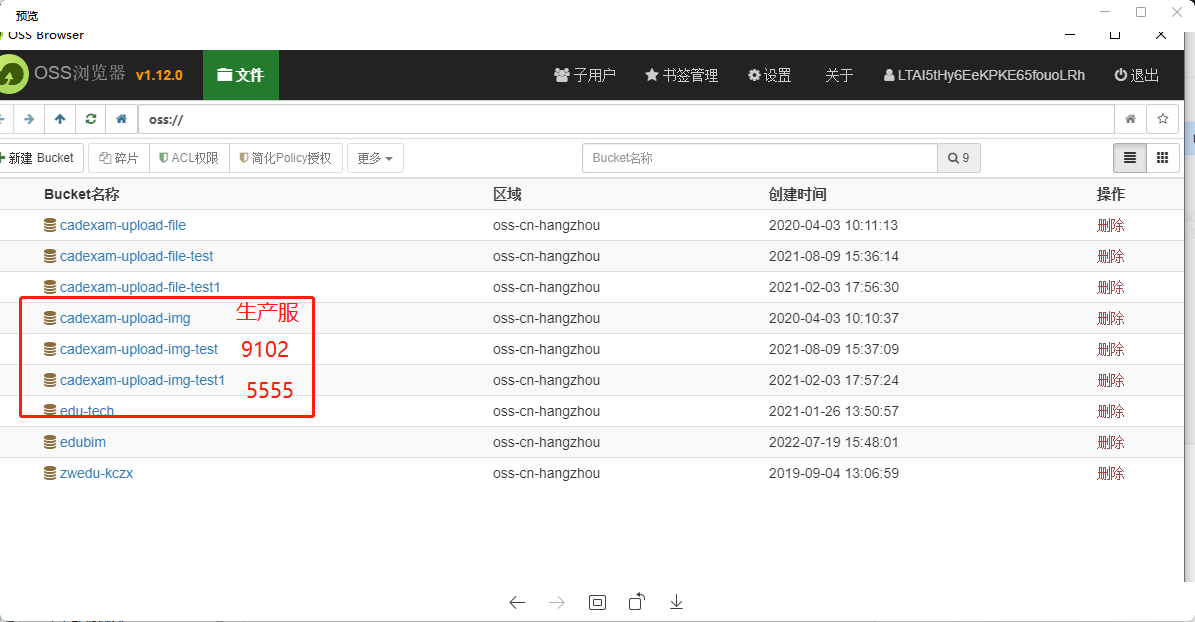 预览
OSS Browser
OSS浏览器 v1.12.0 文件 子用户 书签管理 设置 关于 LTAI5tHy6EeKPKE65fouoLRh 退出
oss://
新建 Bucket 碎片 ACL权限 简化Policy授权 更多 Bucket名称 9
Bucket名称 区域 创建时间 操作
cadexam-upload-file oss-cn-hangzhou 2020-04-03 10:11:13 删除
cadexam-upload-file-test oss-cn-hangzhou 2021-08-09 15:36:14 删除
cadexam-upload-file-test1 oss-cn-hangzhou 2021-02-03 17:56:30 删除
cadexam-upload-img 生产服 oss-cn-hangzhou 2020-04-03 10:10:37 删除
cadexam-upload-img-test 9102 oss-cn-hangzhou 2021-08-09 15:37:09 删除
cadexam-upload-img-test1 5555 oss-cn-hangzhou 2021-02-03 17:57:24 删除
edu-tech oss-cn-hangzhou 2021-01-26 13:50:57 删除
edubim oss-cn-hangzhou 2022-07-19 15:48:01 删除
zwedu-kczx oss-cn-hangzhou 2019-09-04 13:06:59 删除